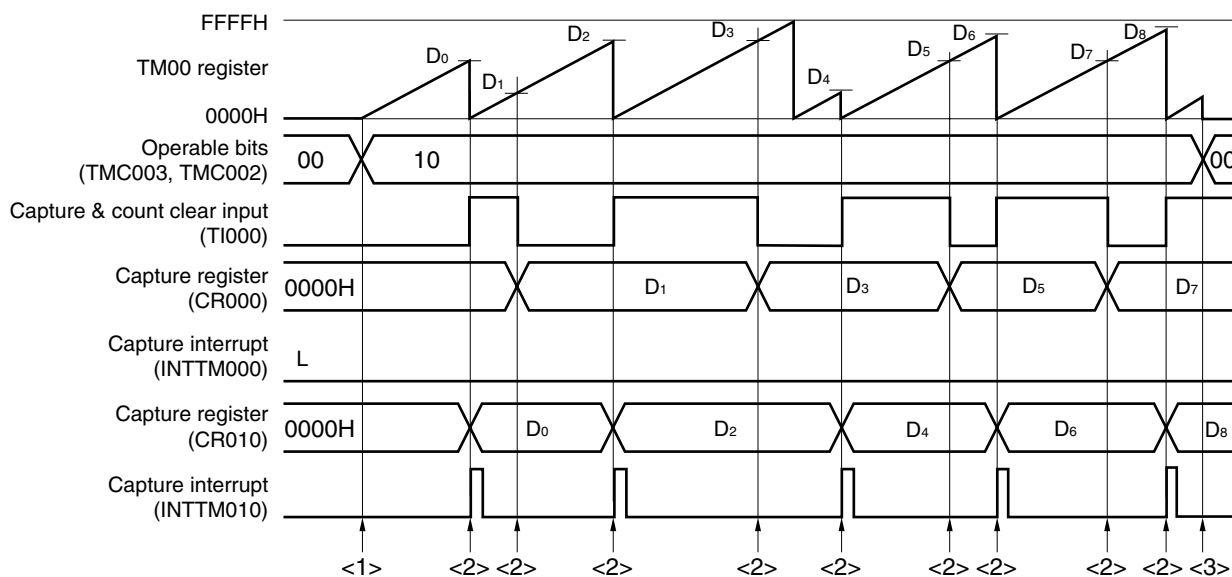 FFFFH
TM00 register
0000H
D0 D1 D2 D3 D4 D5 D6 D7 D8
Operable bits
(TMC003, TMC002)
00 10 00
Capture & count clear input
(TI000)
Capture register
(CR000)
0000H D1 D3 D5 D7
Capture interrupt
(INTTM000)
L
Capture register
(CR010)
0000H D0 D2 D4 D6 D8
Capture interrupt
(INTTM010)
<1> <2> <2> <2> <2> <2> <2> <2> <2> <2> <3>